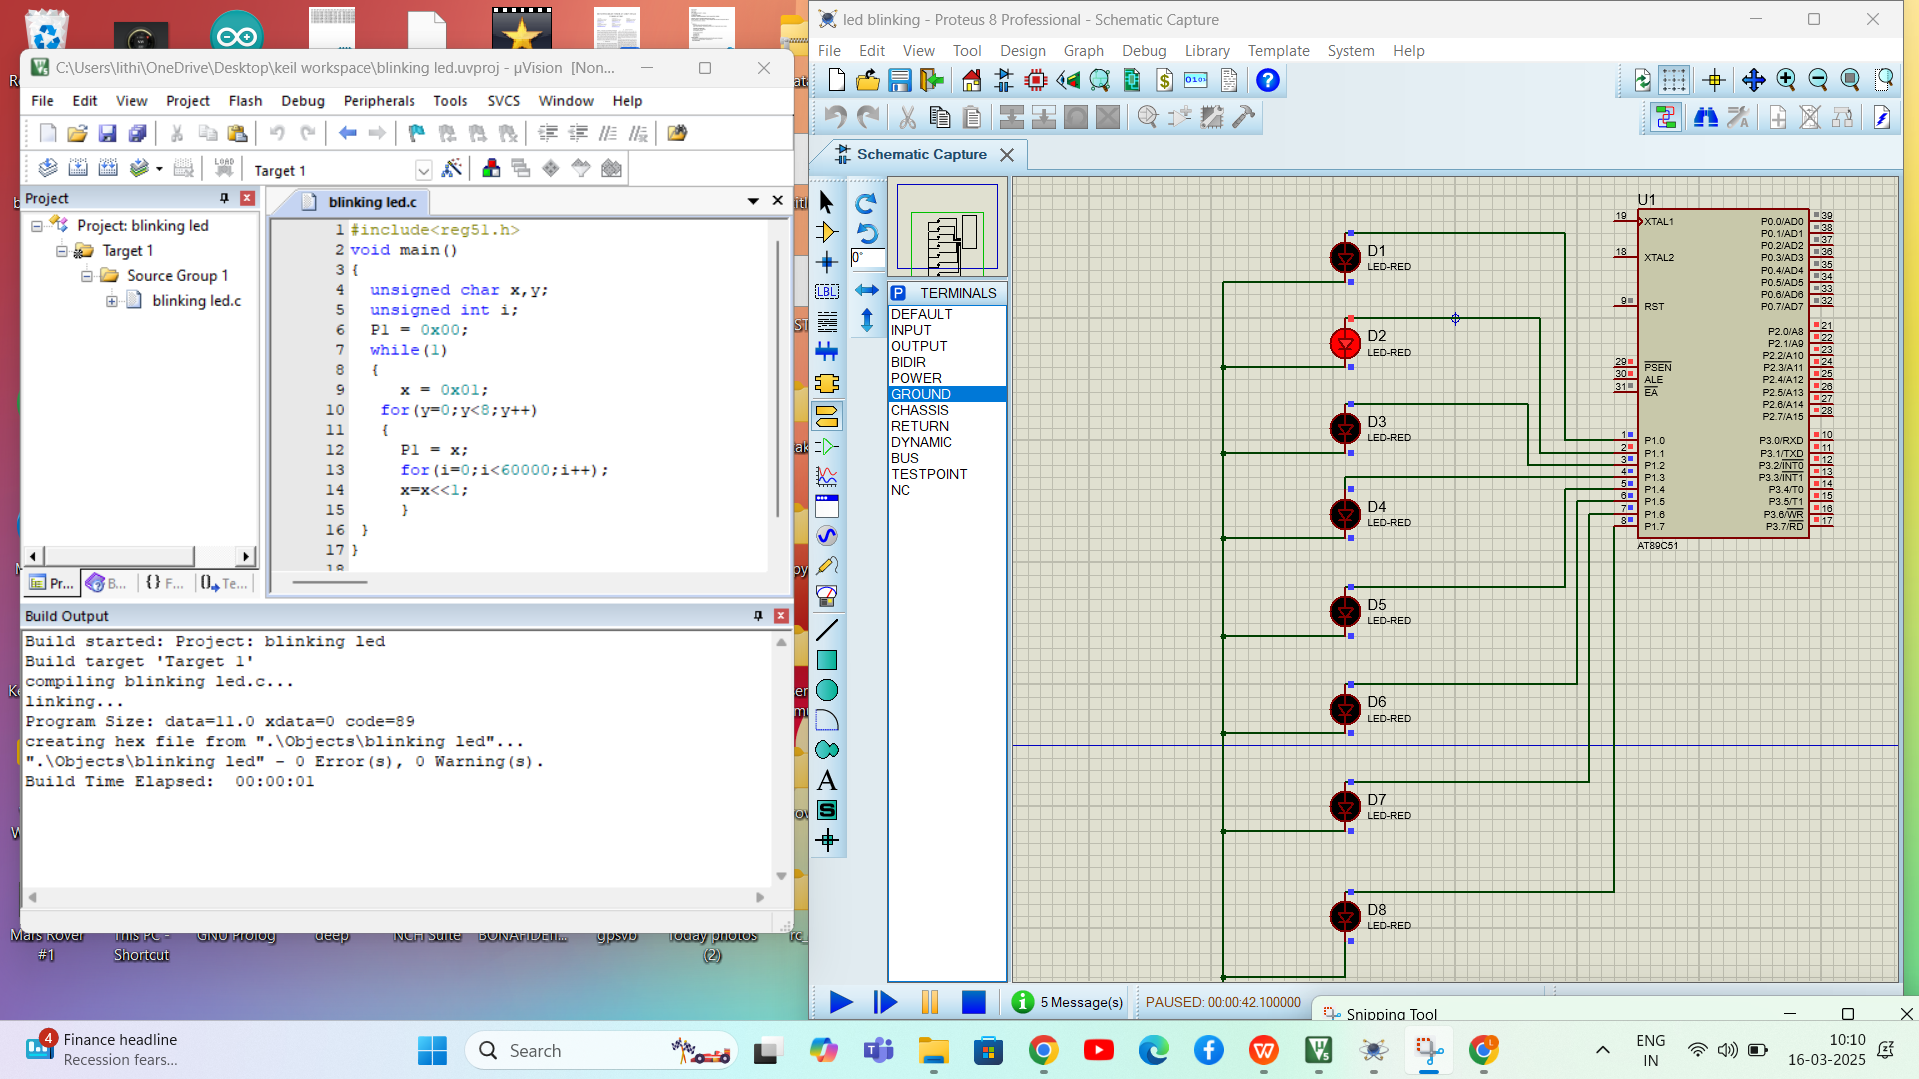 C:\Users\lithi\OneDrive\Desktop\keil workspace\blinking led.uvproj - µVision  [Non...
File Edit View Project Flash Debug Peripherals Tools SVCS Window Help
LOAD
Target 1
Project
Project: blinking led
Target 1
Source Group 1
blinking led.c
Pr... B... {} F... Te...
blinking led.c
1 #include<reg51.h>
2 void main()
3 {
4 unsigned char x,y;
5 unsigned int i;
6 P1 = 0x00;
7 while(1)
8 {
9 x = 0x01;
10 for(y=0;y<8;y++)
11 {
12 P1 = x;
13 for(i=0;i<60000;i++);
14 x=x<<1;
15 }
16 }
17 }
18
Build Output
Build started: Project: blinking led
Build target 'Target 1'
compiling blinking led.c...
linking...
Program Size: data=11.0 xdata=0 code=89
creating hex file from ".\Objects\blinking led"...
".\Objects\blinking led" - 0 Error(s), 0 Warning(s).
Build Time Elapsed:  00:00:01
Mars Rover
#1
This PC -
Shortcut
GNU Prolog
deep
NCH Suite
BONAFIDEfi...
gpsvb
Today photos
(2)
rc_
led blinking - Proteus 8 Professional - Schematic Capture
File Edit View Tool Design Graph Debug Library Template System Help
Schematic Capture
0°
LBL
P TERMINALS
DEFAULT
INPUT
OUTPUT
BIDIR
POWER
GROUND
CHASSIS
RETURN
DYNAMIC
BUS
TESTPOINT
NC
A
S
D1
LED-RED
D2
LED-RED
D3
LED-RED
D4
LED-RED
D5
LED-RED
D6
LED-RED
D7
LED-RED
D8
LED-RED
U1
19 XTAL1
18 XTAL2
9 RST
29 PSEN
30 ALE
31 EA
1 P1.0
2 P1.1
3 P1.2
4 P1.3
5 P1.4
6 P1.5
7 P1.6
8 P1.7
P0.0/AD0 39
P0.1/AD1 38
P0.2/AD2 37
P0.3/AD3 36
P0.4/AD4 35
P0.5/AD5 34
P0.6/AD6 33
P0.7/AD7 32
P2.0/A8 21
P2.1/A9 22
P2.2/A10 23
P2.3/A11 24
P2.4/A12 25
P2.5/A13 26
P2.6/A14 27
P2.7/A15 28
P3.0/RXD 10
P3.1/TXD 11
P3.2/INT0 12
P3.3/INT1 13
P3.4/T0 14
P3.5/T1 15
P3.6/WR 16
P3.7/RD 17
AT89C51
5 Message(s)
PAUSED: 00:00:42.100000
Snipping Tool
4
Finance headline
Recession fears...
Search
ENG
IN
10:10
16-03-2025